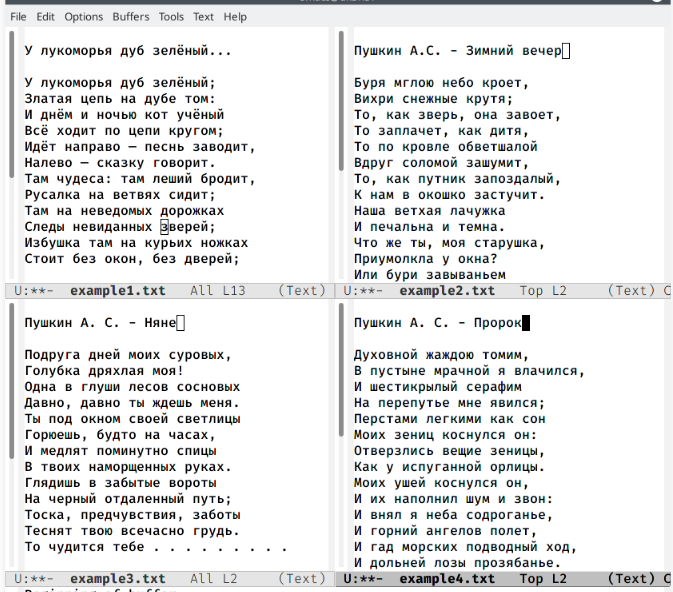 File Edit Options Buffers Tools Text Help
У лукоморья дуб зелёный...
У лукоморья дуб зелёный;
Златая цепь на дубе том:
И днём и ночью кот учёный
Всё ходит по цепи кругом;
Идёт направо — песнь заводит,
Налево — сказку говорит.
Там чудеса: там леший бродит,
Русалка на ветвях сидит;
Там на неведомых дорожках
Следы невиданных зверей;
Избушка там на курьих ножках
Стоит без окон, без дверей;
U:**- example1.txt All L13 (Text)
Пушкин А.С. - Зимний вечер
Буря мглою небо кроет,
Вихри снежные крутя;
То, как зверь, она завоет,
То заплачет, как дитя,
То по кровле обветшалой
Вдруг соломой зашумит,
То, как путник запоздалый,
К нам в окошко застучит.
Наша ветхая лачужка
И печальна и темна.
Что же ты, моя старушка,
Приумолкла у окна?
Или бури завываньем
U:**- example2.txt Top L2 (Text) C
Пушкин А. С. - Няне
Подруга дней моих суровых,
Голубка дряхлая моя!
Одна в глуши лесов сосновых
Давно, давно ты ждешь меня.
Ты под окном своей светлицы
Горюешь, будто на часах,
И медлят поминутно спицы
В твоих наморщенных руках.
Глядишь в забытые вороты
На черный отдаленный путь;
Тоска, предчувствия, заботы
Теснят твою всечасно грудь.
То чудится тебе . . . . . . . . .
U:**- example3.txt All L2 (Text)
Пушкин А. С. - Пророк
Духовной жаждою томим,
В пустыне мрачной я влачился,
И шестикрылый серафим
На перепутье мне явился;
Перстами легкими как сон
Моих зениц коснулся он:
Отверзлись вещие зеницы,
Как у испуганной орлицы.
Моих ушей коснулся он,
И их наполнил шум и звон:
И внял я неба содроганье,
И горний ангелов полет,
И гад морских подводный ход,
И дольней лозы прозябанье.
U:**- example4.txt Top L2 (Text) C